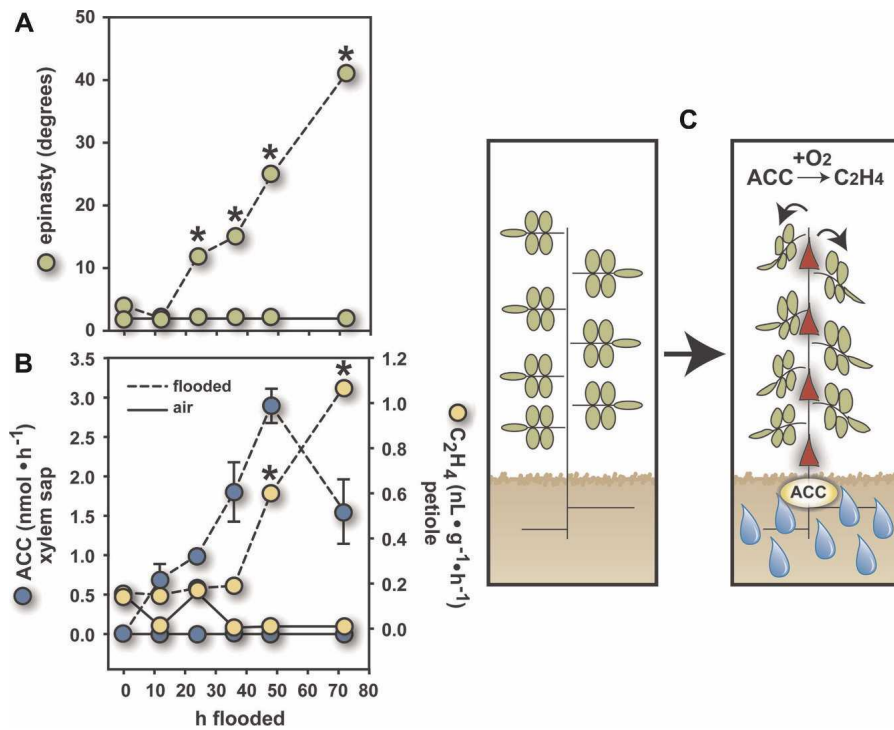 A
50
40
30
20
10
0
epinasty (degrees)
*
*
*
*
B
3.5
3.0
2.5
2.0
1.5
1.0
0.5
0.0
ACC (nmol • h⁻¹)
xylem sap
flooded
air
*
*
1.2
1.0
0.8
0.6
0.4
0.2
0.0
C₂H₄ (nL • g⁻¹•h⁻¹)
petiole
0 10 20 30 40 50 60 70 80
h flooded
C
+O₂
ACC → C₂H₄
ACC